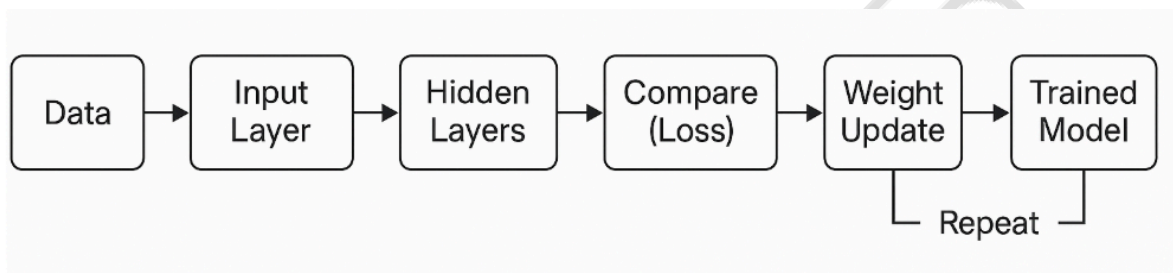 Data
Input
Layer
Hidden
Layers
Compare
(Loss)
Weight
Update
Trained
Model
Repeat